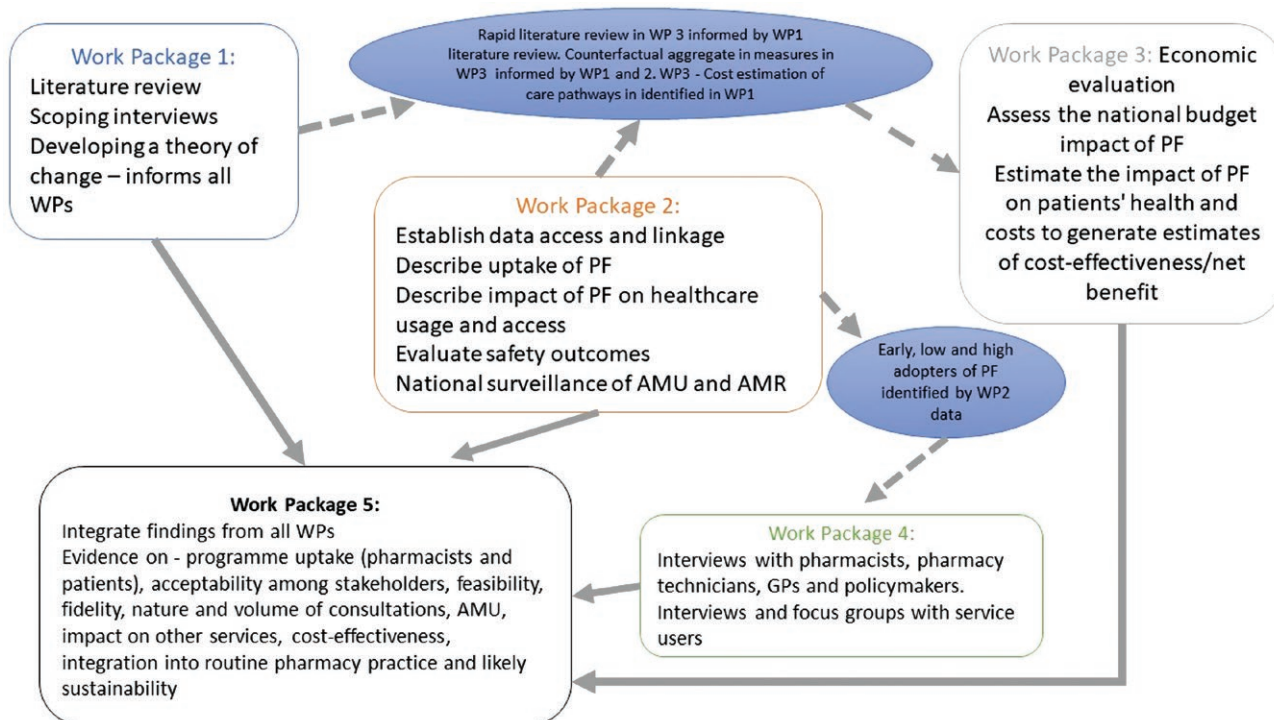 Work Package 1:
Literature review
Scoping interviews
Developing a theory of
change – informs all
WPs
Rapid literature review in WP 3 informed by WP1
literature review. Counterfactual aggregate in measures in
WP3 informed by WP1 and 2. WP3 - Cost estimation of
care pathways in identified in WP1
Work Package 3: Economic
evaluation
Assess the national budget
impact of PF
Estimate the impact of PF
on patients' health and
costs to generate estimates
of cost-effectiveness/net
benefit
Work Package 2:
Establish data access and linkage
Describe uptake of PF
Describe impact of PF on healthcare
usage and access
Evaluate safety outcomes
National surveillance of AMU and AMR
Early, low and high
adopters of PF
identified by WP2
data
Work Package 5:
Integrate findings from all WPs
Evidence on - programme uptake (pharmacists and
patients), acceptability among stakeholders, feasibility,
fidelity, nature and volume of consultations, AMU,
impact on other services, cost-effectiveness,
integration into routine pharmacy practice and likely
sustainability
Work Package 4:
Interviews with pharmacists, pharmacy
technicians, GPs and policymakers.
Interviews and focus groups with service
users